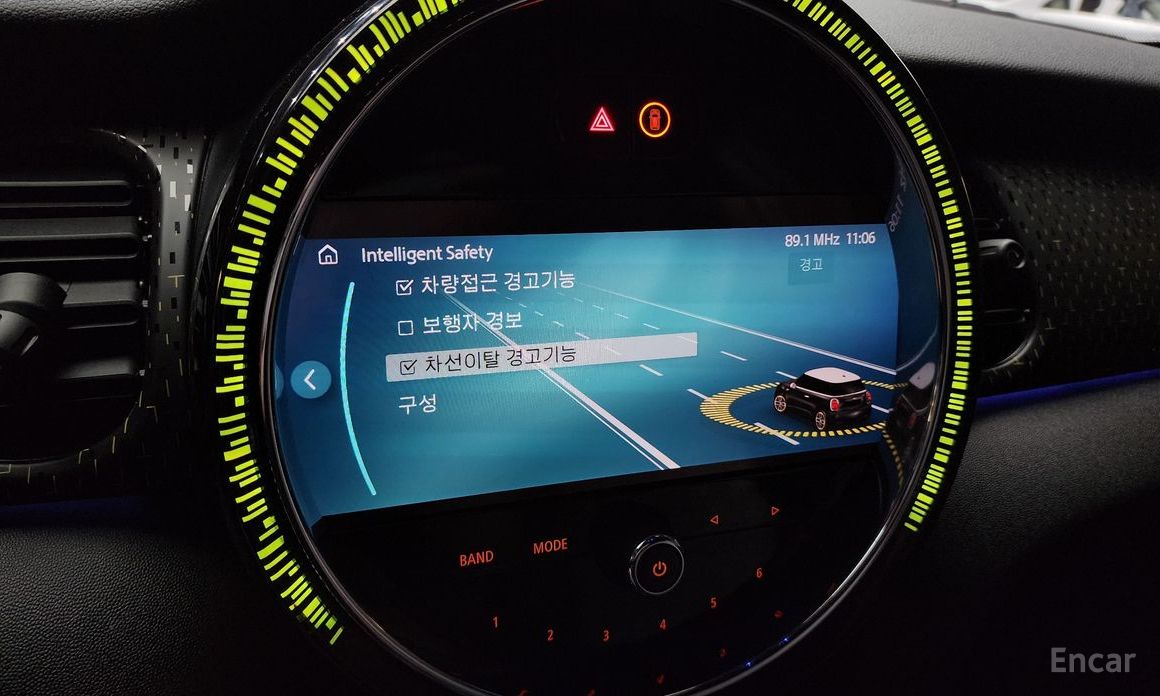 Intelligent Safety
89.1 MHz 11:06
차량접근 경고기능
경고
보행자 경보
차선이탈 경고기능
구성
BAND
MODE
1
2
3
4
5
6
Encar